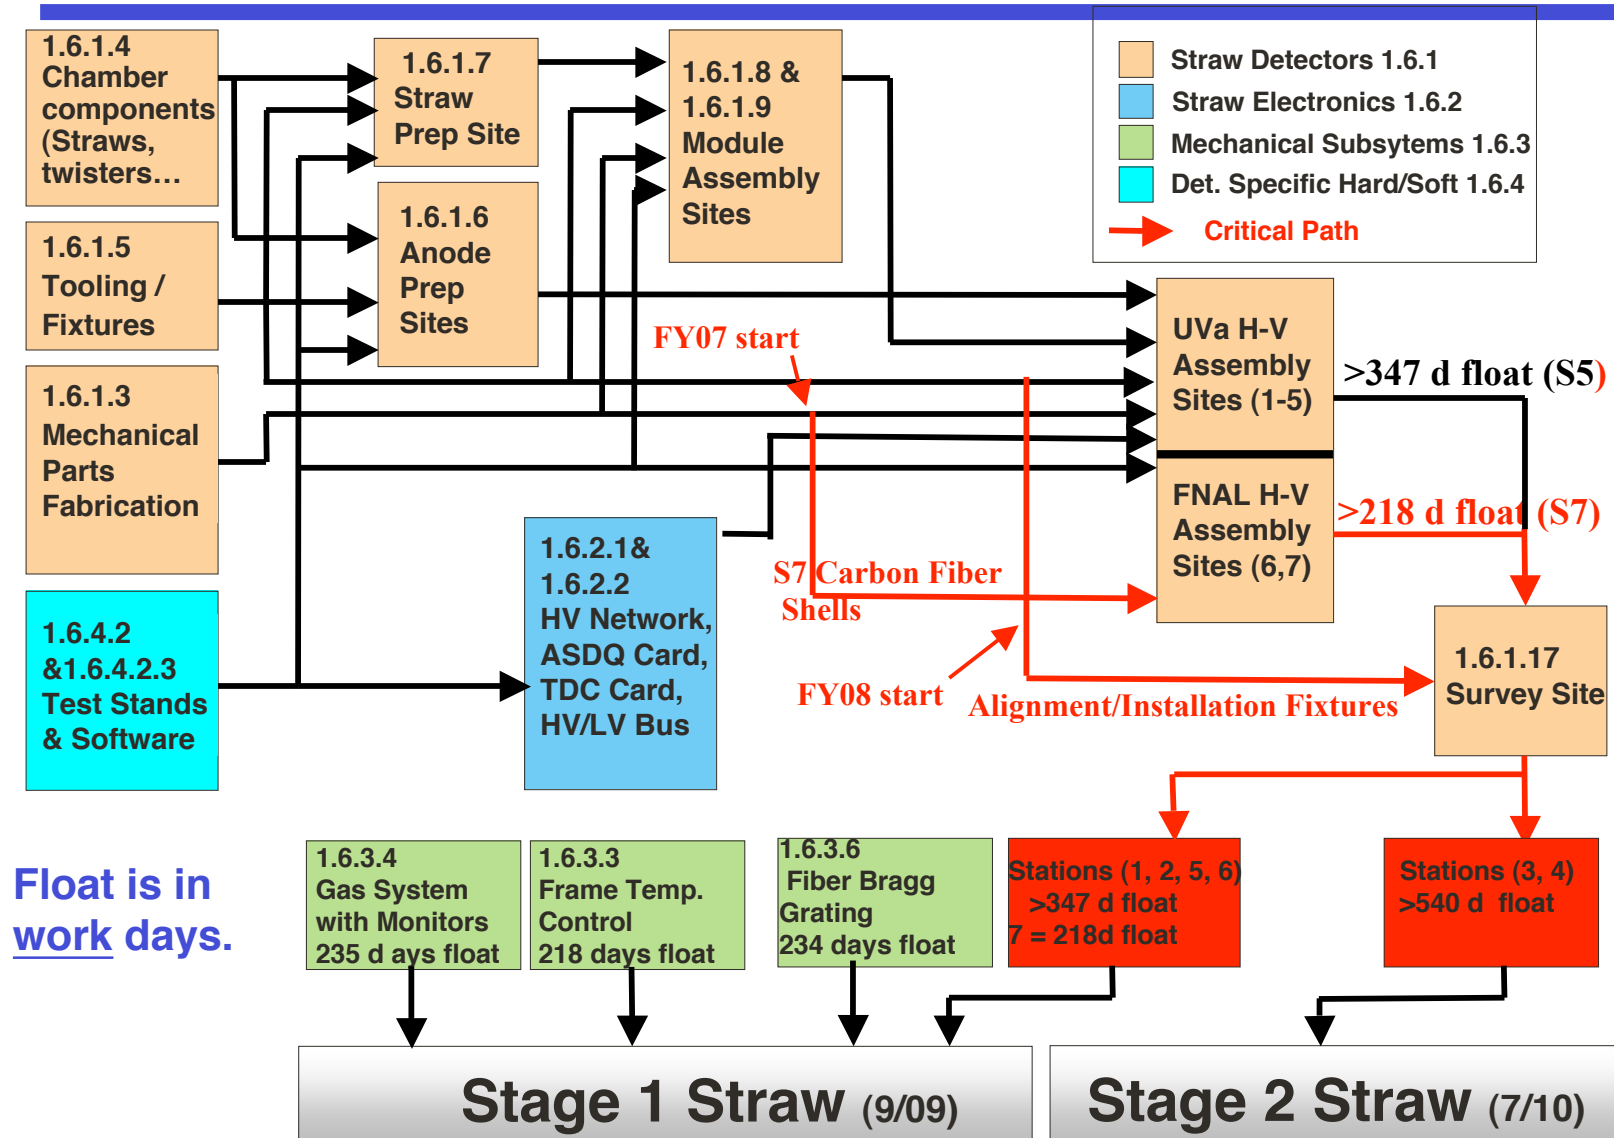 1.6.1.4
Chamber
components
(Straws,
twisters…
1.6.1.5
Tooling /
Fixtures
1.6.1.3
Mechanical
Parts
Fabrication
1.6.4.2
&1.6.4.2.3
Test Stands
& Software
1.6.1.7
Straw
Prep Site
1.6.1.6
Anode
Prep
Sites
1.6.1.8 &
1.6.1.9
Module
Assembly
Sites
Straw Detectors 1.6.1
Straw Electronics 1.6.2
Mechanical Subsytems 1.6.3
Det. Specific Hard/Soft 1.6.4
Critical Path
FY07 start
UVa H-V
Assembly
Sites (1-5)
>347 d float (S5)
FNAL H-V
Assembly
Sites (6,7)
>218 d float (S7)
1.6.2.1&
1.6.2.2
HV Network,
ASDQ Card,
TDC Card,
HV/LV Bus
S7 Carbon Fiber
Shells
FY08 start
Alignment/Installation Fixtures
1.6.1.17
Survey Site
Float is in
work days.
1.6.3.4
Gas System
with Monitors
235 d ays float
1.6.3.3
Frame Temp.
Control
218 days float
1.6.3.6
Fiber Bragg
Grating
234 days float
Stations (1, 2, 5, 6)
>347 d float
7 = 218d float
Stations (3, 4)
>540 d float
Stage 1 Straw (9/09)
Stage 2 Straw (7/10)